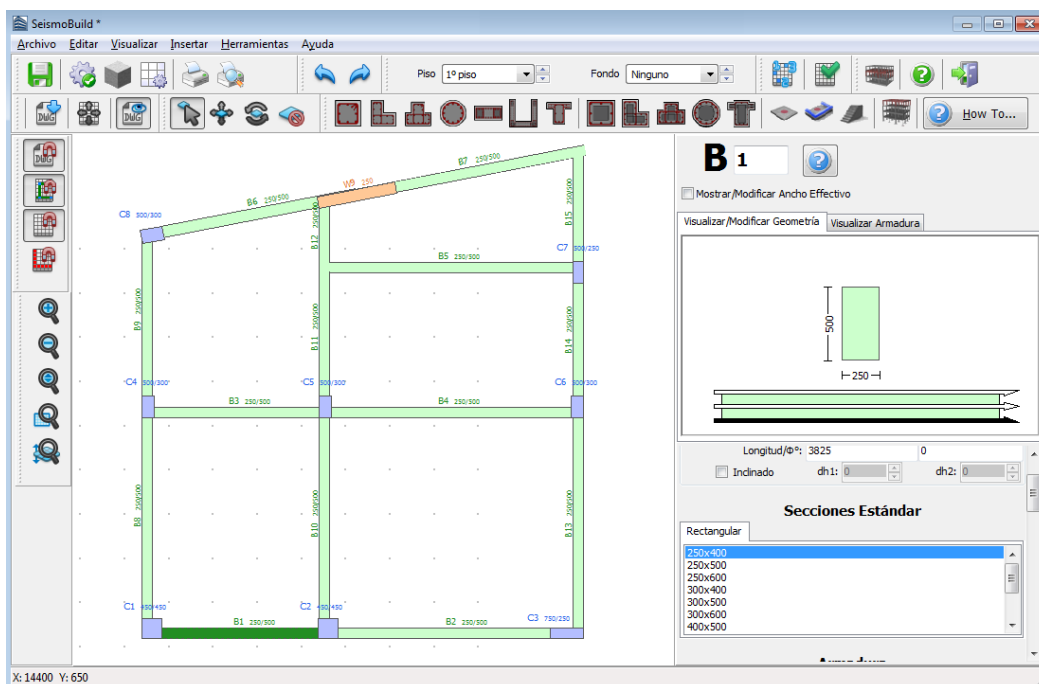 SeismoBuild *
Archivo Editar Visualizar Insertar Herramientas Ayuda
Piso 1º piso Fondo Ninguno
DWG DWG How To...
DWG
B 1
Mostrar/Modificar Ancho Effectivo
Visualizar/Modificar Geometría Visualizar Armadura
500
250
Longitud/Φº: 3825 0
Inclinado dh1: 0 dh2: 0
Secciones Estándar
Rectangular
250x400
250x500
250x600
300x400
300x500
300x600
400x500
B7 250/500
W9 250
B6 250/500
C8 500/300
B12 250/500
B15 250/500
C7 500/250
B5 250/500
B9 250/500
B11 250/500
B14 250/500
C4 500/300
C5 500/300
C6 500/300
B3 250/500
B4 250/500
B8 250/500
B10 250/500
B13 250/500
C1 450/450
C2 450/450
C3 750/250
B1 250/500
B2 250/500
X: 14400 Y: 650